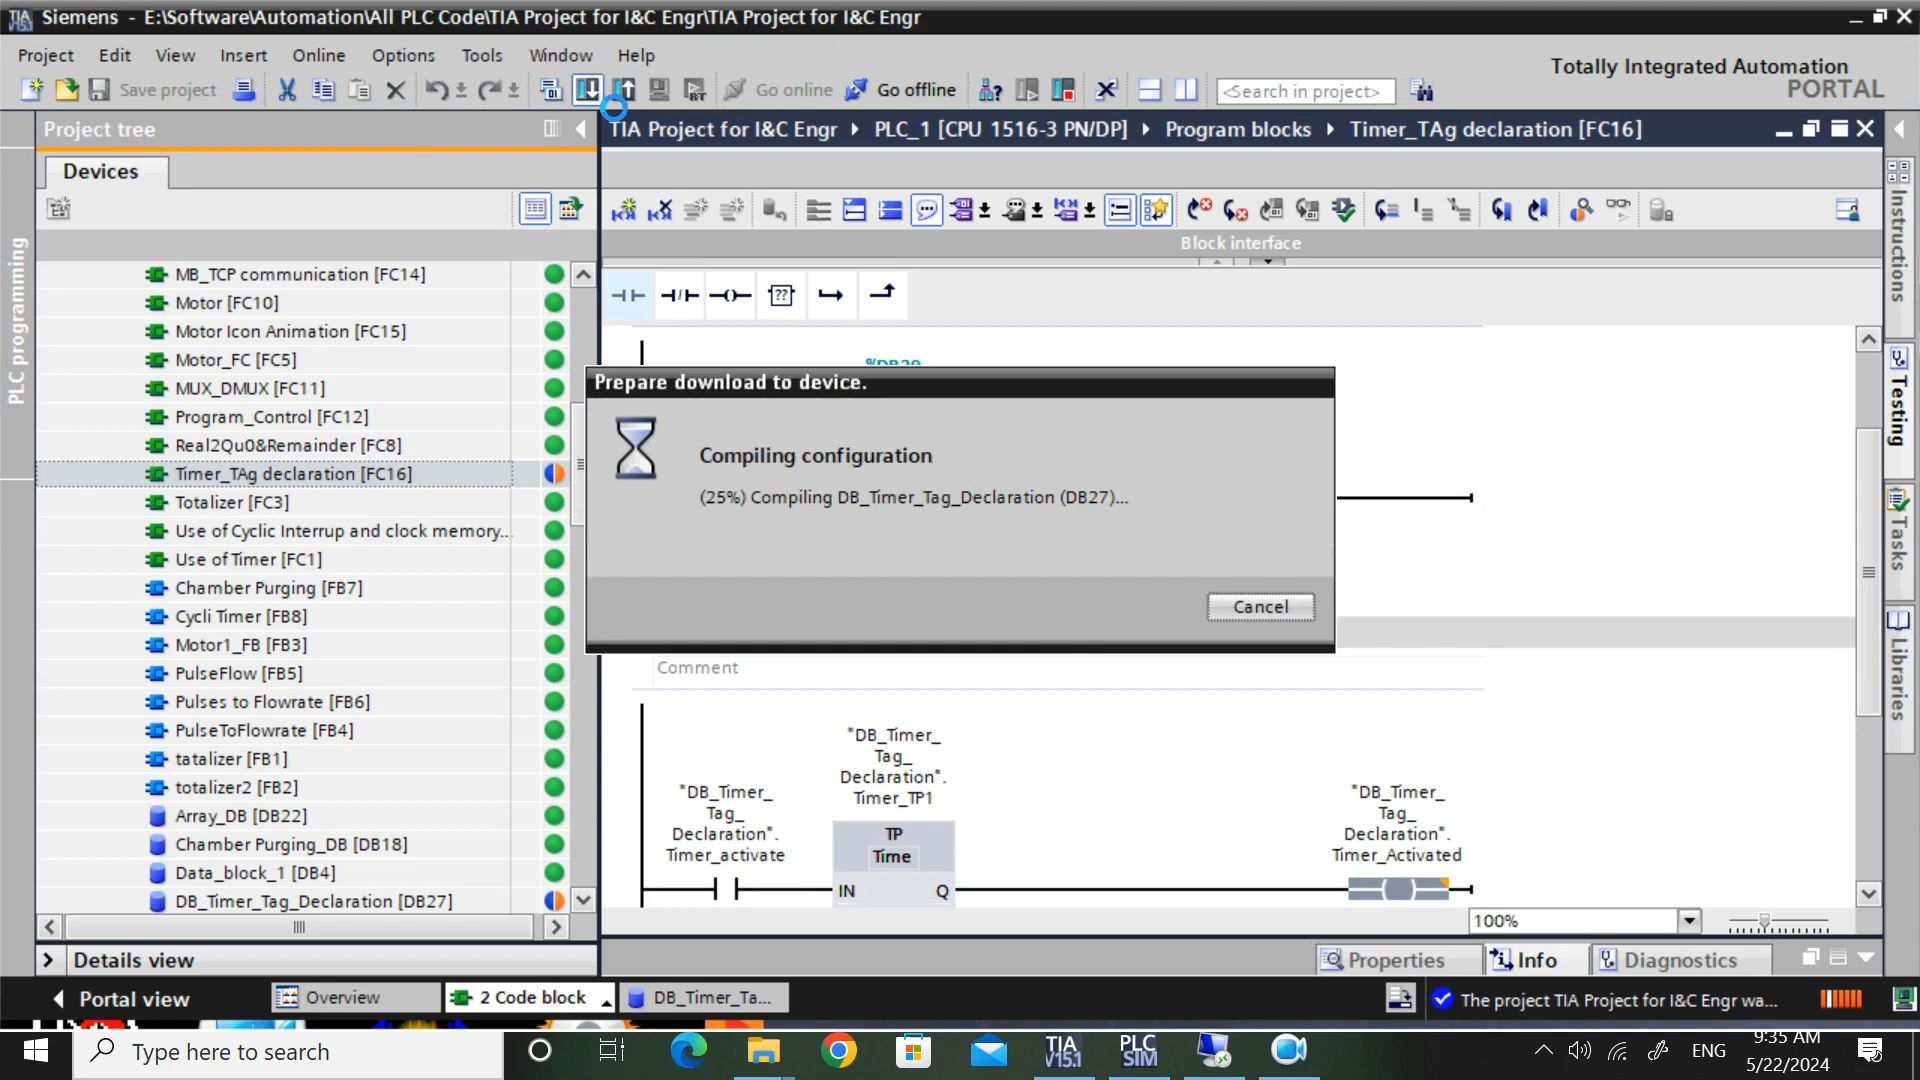 TIA V15.1 Siemens - E:\Software\Automation\All PLC Code\TIA Project for I&C Engr\TIA Project for I&C Engr
Project Edit View Insert Online Options Tools Window Help
Totally Integrated Automation
PORTAL
Save project
RT
Go online
Go offline
<Search in project>
Project tree
TIA Project for I&C Engr PLC_1 [CPU 1516-3 PN/DP] Program blocks Timer_TAg declaration [FC16]
Devices
Block interface
PLC programming
MB_TCP communication [FC14]
Motor [FC10]
Motor Icon Animation [FC15]
Motor_FC [FC5]
MUX_DMUX [FC11]
Program_Control [FC12]
Real2Qu0&Remainder [FC8]
Timer_TAg declaration [FC16]
Totalizer [FC3]
Use of Cyclic Interrup and clock memory...
Use of Timer [FC1]
Chamber Purging [FB7]
Cycli Timer [FB8]
Motor1_FB [FB3]
PulseFlow [FB5]
Pulses to Flowrate [FB6]
PulseToFlowrate [FB4]
tatalizer [FB1]
totalizer2 [FB2]
Array_DB [DB22]
Chamber Purging_DB [DB18]
Data_block_1 [DB4]
DB_Timer_Tag_Declaration [DB27]
Details view
??
Prepare download to device.
Compiling configuration
(25%) Compiling DB_Timer_Tag_Declaration (DB27)...
Cancel
Comment
"DB_Timer_
Tag_
Declaration".
Timer_activate
"DB_Timer_
Tag_
Declaration".
Timer_TP1
TP
Time
IN Q
"DB_Timer_
Tag_
Declaration".
Timer_Activated
100%
Instructions
Testing
Tasks
Libraries
Properties Info Diagnostics
Portal view Overview 2 Code block DB_Timer_Ta...
The project TIA Project for I&C Engr wa...
Type here to search
TIA
V15.1
PLC
SIM
ENG
9:35 AM
5/22/2024